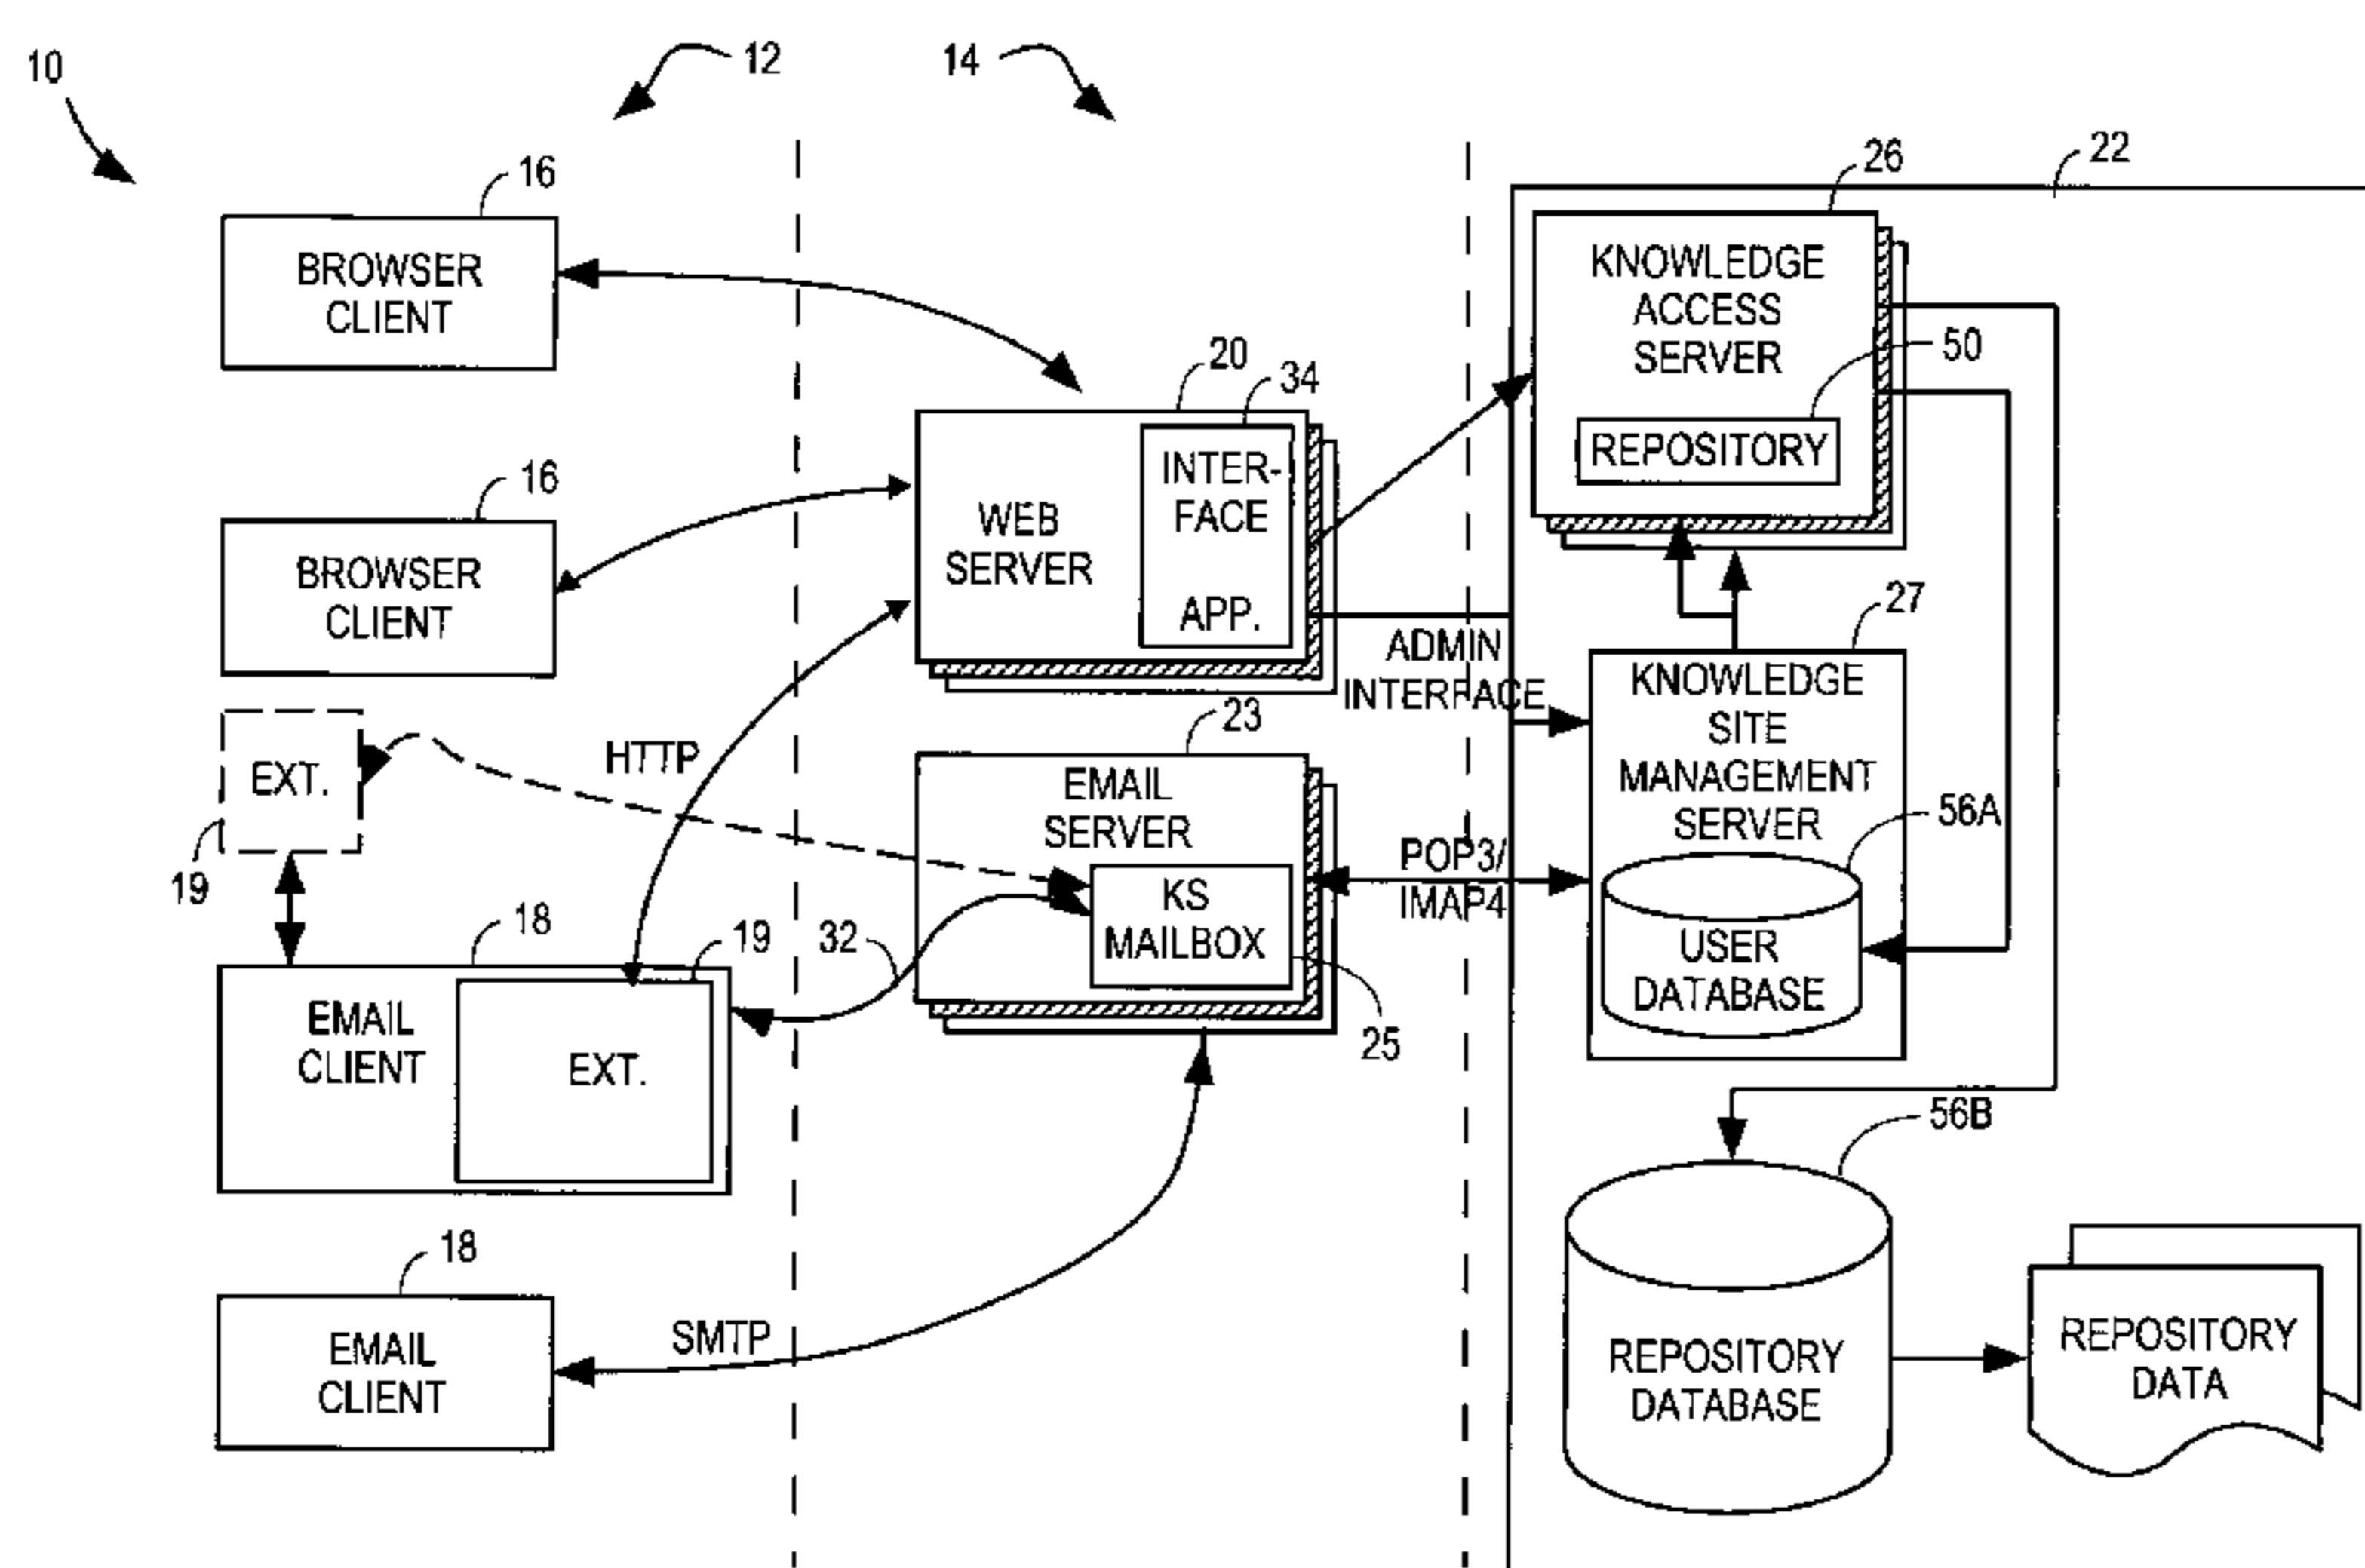 10
12
14
16
BROWSER
CLIENT
16
BROWSER
CLIENT
EXT.
19
HTTP
18
19
EMAIL
CLIENT
EXT.
32
18
EMAIL
CLIENT
SMTP
20
34
WEB
SERVER
INTER-
FACE
APP.
23
EMAIL
SERVER
KS
MAILBOX
25
ADMIN
INTERFACE
POP3/
IMAP4
22
26
KNOWLEDGE
ACCESS
SERVER
50
REPOSITORY
27
KNOWLEDGE
SITE
MANAGEMENT
SERVER
56A
USER
DATABASE
56B
REPOSITORY
DATABASE
REPOSITORY
DATA